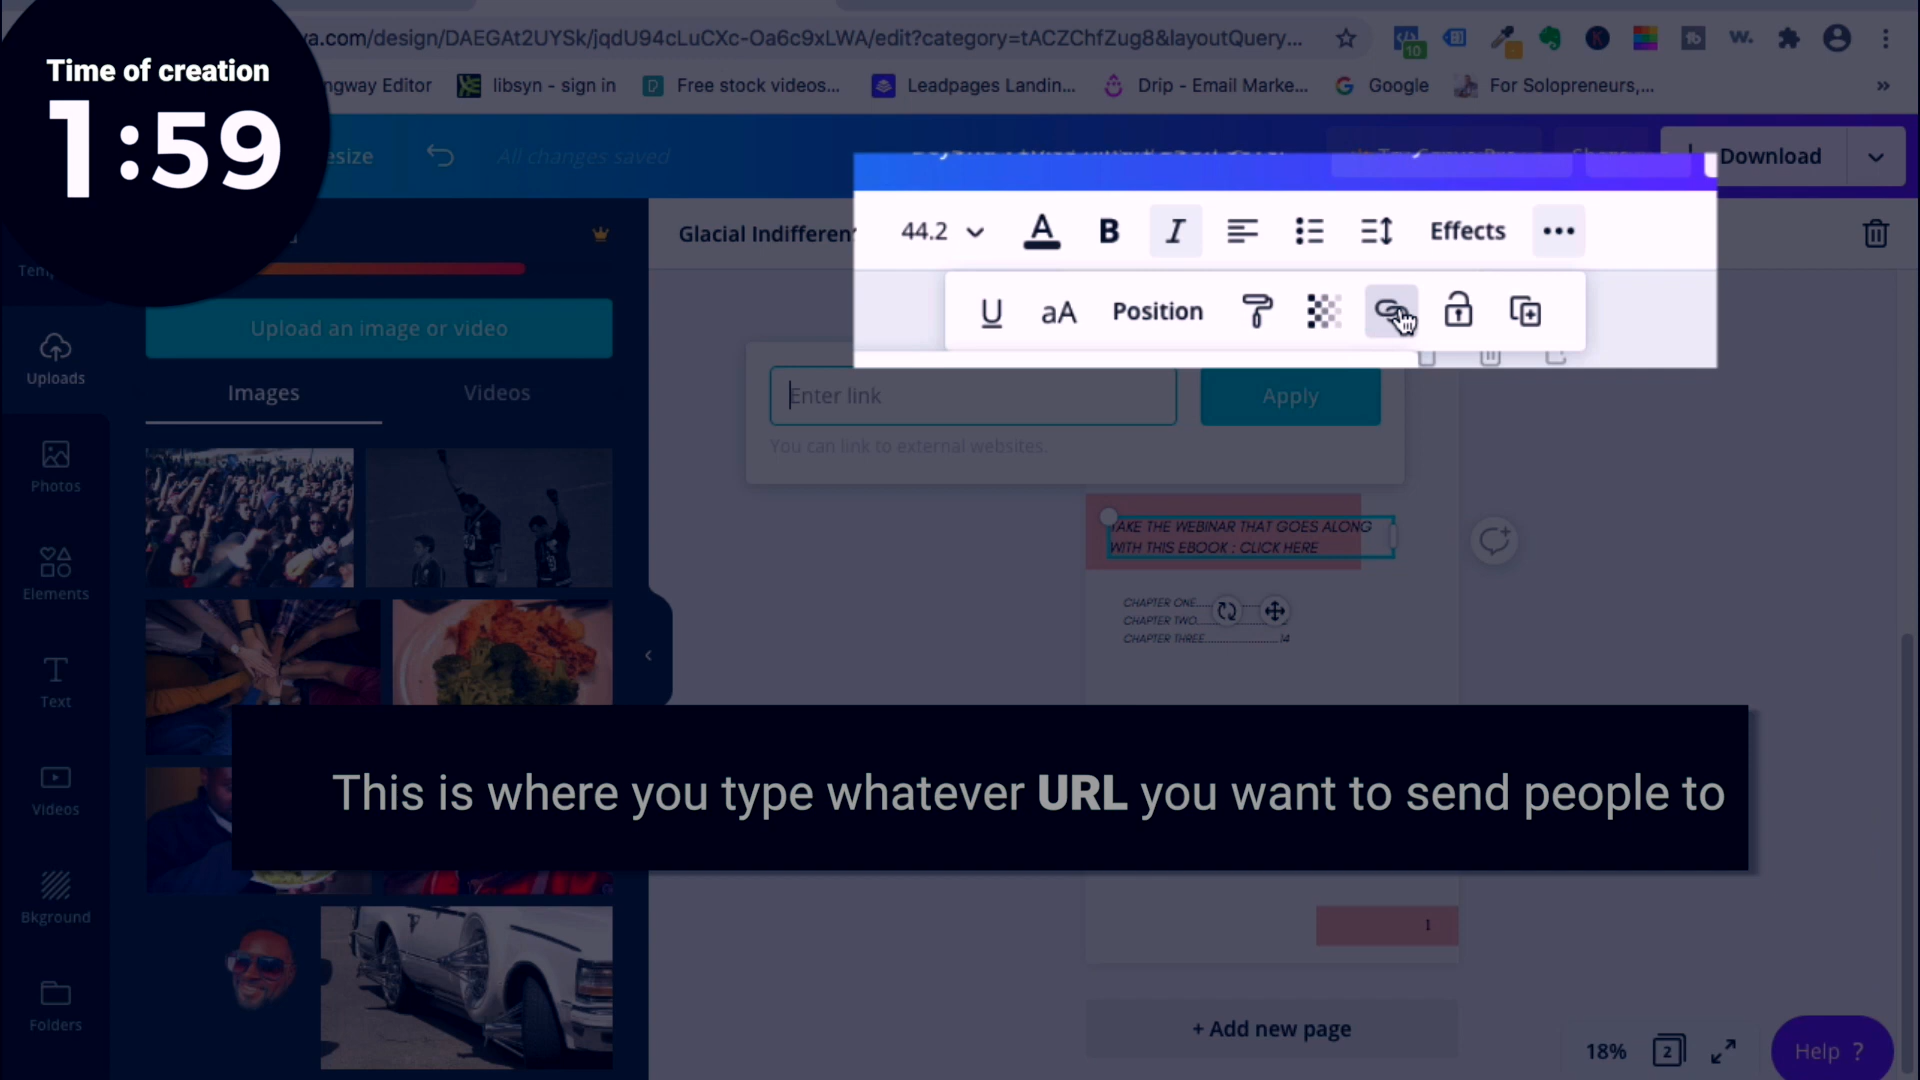 Time of creation
1:59
a.com/design/DAEGAt2UYSk/jqdU94cLuCXc-Oa6c9xLWA/edit?category=tACZChfZug8&layoutQuery...
10
ngway Editor
libsyn - sign in
Free stock videos...
Leadpages Landin...
Drip - Email Marke...
Google
For Solopreneurs,...
»
esize
All changes saved
Download
Glacial Indifferen
44.2
A
B
I
Effects
U
aA
Position
Upload an image or video
Uploads
Images
Videos
Enter link
Apply
You can link to external websites.
Photos
Elements
Text
Videos
Bkground
Folders
TAKE THE WEBINAR THAT GOES ALONG
WITH THIS EBOOK : CLICK HERE
CHAPTER ONE
CHAPTER TWO
CHAPTER THREE 14
This is where you type whatever URL you want to send people to
1
+ Add new page
18%
2
Help ?